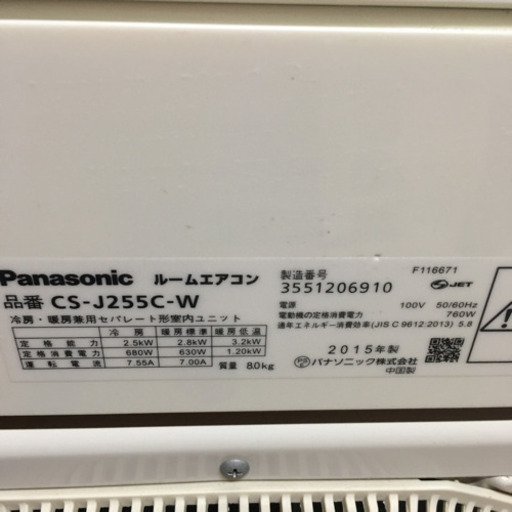 Panasonic ルームエアコン
品番 CS-J255C-W
冷房・暖房兼用セパレート形室内ユニット
冷房 暖房標準 暖房低温
定格能力 2.5kW 2.8kW 3.2kW
定格消費電力 680W 630W 1.20kW
運転電流 7.55A 7.00A 質量 8.0kg
F116671
製造番号
3551206910 JET
電源 100V 50/60Hz
電動機の定格消費電力 760W
通年エネルギー消費効率(JIS C 9612:2013) 5.8
2015年製
パナソニック株式会社
中国製